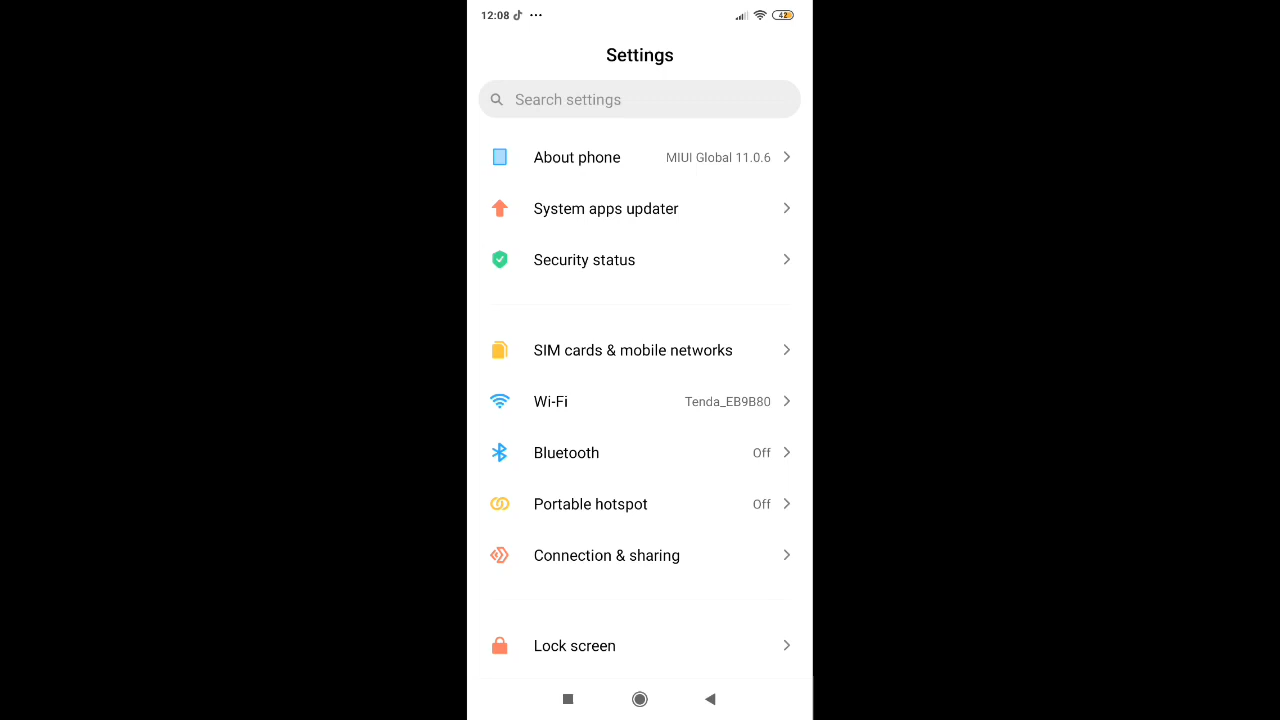 12:08
42
Settings
Search settings
About phone MIUI Global 11.0.6
System apps updater
Security status
SIM cards & mobile networks
Wi-Fi Tenda_EB9B80
Bluetooth Off
Portable hotspot Off
Connection & sharing
Lock screen